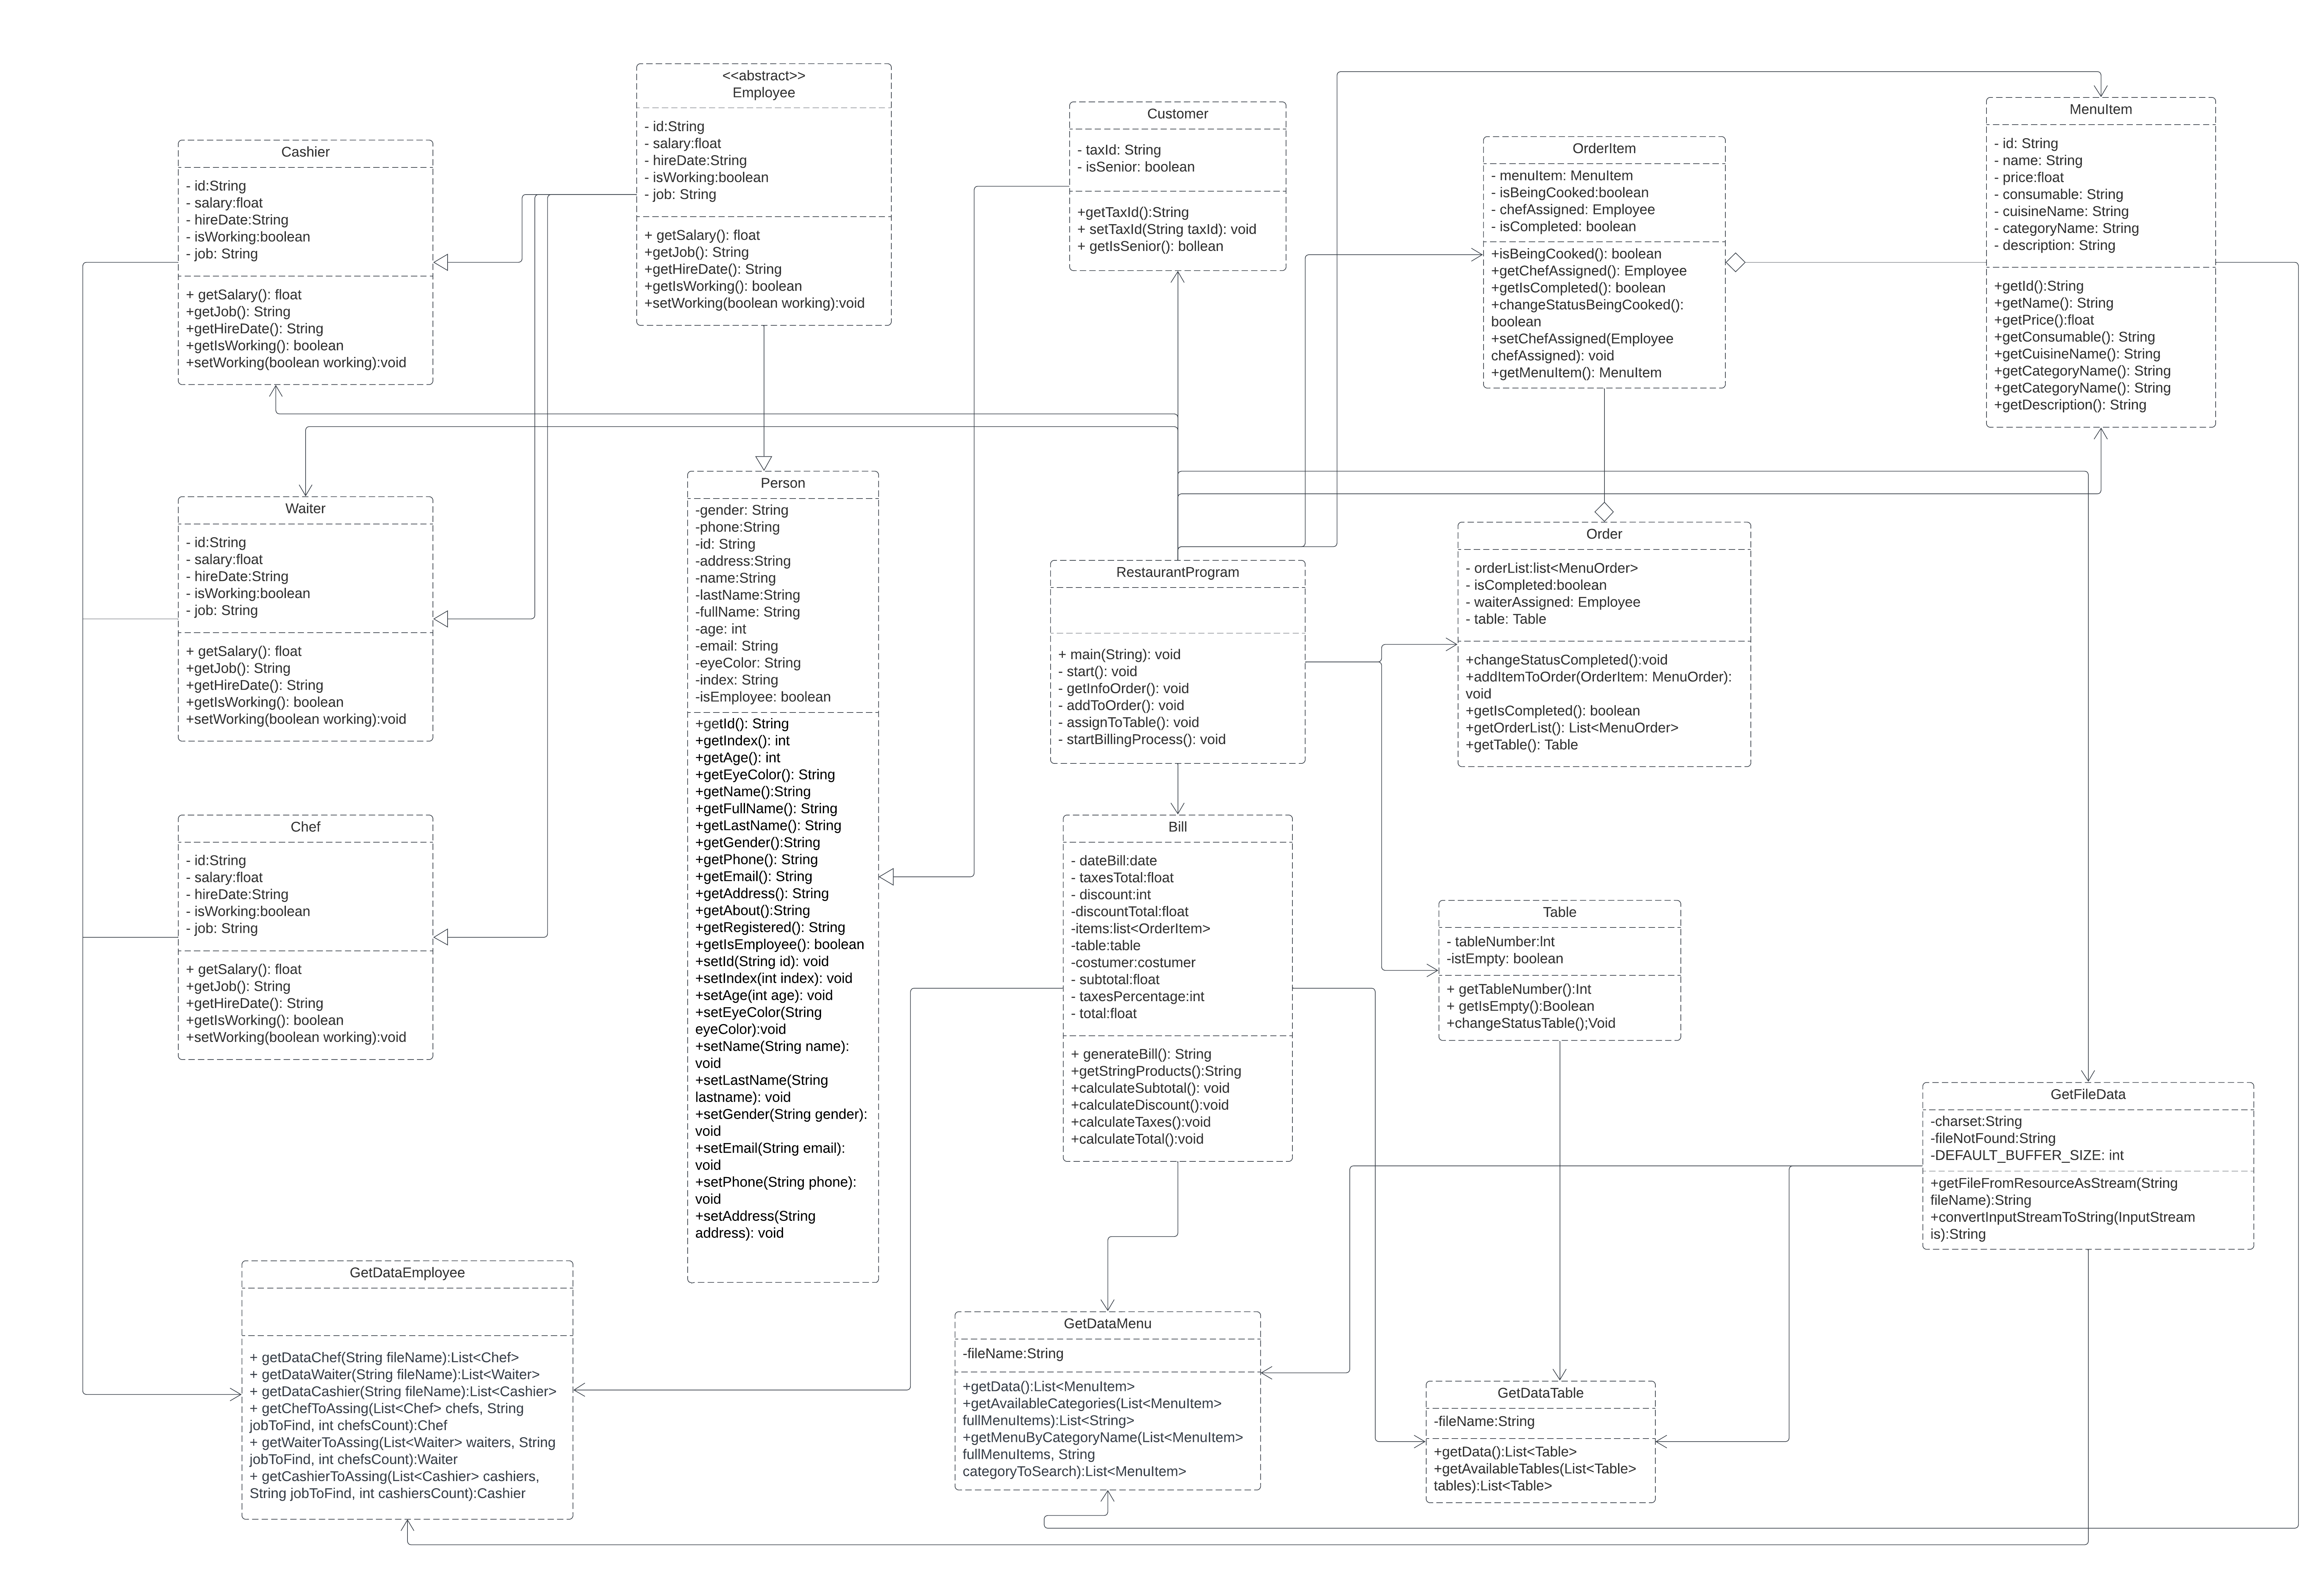 <<abstract>>
Employee
- id:String
- salary:float
- hireDate:String
- isWorking:boolean
- job: String
+ getSalary(): float
+getJob(): String
+getHireDate(): String
+getIsWorking(): boolean
+setWorking(boolean working):void
Customer
- taxId: String
- isSenior: boolean
+getTaxId():String
+ setTaxId(String taxId): void
+ getIsSenior(): bollean
MenuItem
- id: String
- name: String
- price:float
- consumable: String
- cuisineName: String
- categoryName: String
- description: String
+getId():String
+getName(): String
+getPrice():float
+getConsumable(): String
+getCuisineName(): String
+getCategoryName(): String
+getCategoryName(): String
+getDescription(): String
OrderItem
- menuItem: MenuItem
- isBeingCooked:boolean
- chefAssigned: Employee
- isCompleted: boolean
+isBeingCooked(): boolean
+getChefAssigned(): Employee
+getIsCompleted(): boolean
+changeStatusBeingCooked():
boolean
+setChefAssigned(Employee
chefAssigned): void
+getMenuItem(): MenuItem
Cashier
- id:String
- salary:float
- hireDate:String
- isWorking:boolean
- job: String
+ getSalary(): float
+getJob(): String
+getHireDate(): String
+getIsWorking(): boolean
+setWorking(boolean working):void
Waiter
- id:String
- salary:float
- hireDate:String
- isWorking:boolean
- job: String
+ getSalary(): float
+getJob(): String
+getHireDate(): String
+getIsWorking(): boolean
+setWorking(boolean working):void
Person
-gender: String
-phone:String
-id: String
-address:String
-name:String
-lastName:String
-fullName: String
-age: int
-email: String
-eyeColor: String
-index: String
-isEmployee: boolean
+getId(): String
+getIndex(): int
+getAge(): int
+getEyeColor(): String
+getName():String
+getFullName(): String
+getLastName(): String
+getGender():String
+getPhone(): String
+getEmail(): String
+getAddress(): String
+getAbout():String
+getRegistered(): String
+getIsEmployee(): boolean
+setId(String id): void
+setIndex(int index): void
+setAge(int age): void
+setEyeColor(String
eyeColor):void
+setName(String name):
void
+setLastName(String
lastname): void
+setGender(String gender):
void
+setEmail(String email):
void
+setPhone(String phone):
void
+setAddress(String
address): void
RestaurantProgram
+ main(String): void
- start(): void
- getInfoOrder(): void
- addToOrder(): void
- assignToTable(): void
- startBillingProcess(): void
Order
- orderList:list<MenuOrder>
- isCompleted:boolean
- waiterAssigned: Employee
- table: Table
+changeStatusCompleted():void
+addItemToOrder(OrderItem: MenuOrder):
void
+getIsCompleted(): boolean
+getOrderList(): List<MenuOrder>
+getTable(): Table
Chef
- id:String
- salary:float
- hireDate:String
- isWorking:boolean
- job: String
+ getSalary(): float
+getJob(): String
+getHireDate(): String
+getIsWorking(): boolean
+setWorking(boolean working):void
Bill
- dateBill:date
- taxesTotal:float
- discount:int
-discountTotal:float
-items:list<OrderItem>
-table:table
-costumer:costumer
- subtotal:float
- taxesPercentage:int
- total:float
+ generateBill(): String
+getStringProducts():String
+calculateSubtotal(): void
+calculateDiscount():void
+calculateTaxes():void
+calculateTotal():void
Table
- tableNumber:Int
-istEmpty: boolean
+ getTableNumber():Int
+ getIsEmpty():Boolean
+changeStatusTable();Void
GetFileData
-charset:String
-fileNotFound:String
-DEFAULT_BUFFER_SIZE: int
+getFileFromResourceAsStream(String
fileName):String
+convertInputStreamToString(InputStream
is):String
GetDataEmployee
+ getDataChef(String fileName):List<Chef>
+ getDataWaiter(String fileName):List<Waiter>
+ getDataCashier(String fileName):List<Cashier>
+ getChefToAssing(List<Chef> chefs, String
jobToFind, int chefsCount):Chef
+ getWaiterToAssing(List<Waiter> waiters, String
jobToFind, int chefsCount):Waiter
+ getCashierToAssing(List<Cashier> cashiers,
String jobToFind, int cashiersCount):Cashier
GetDataMenu
-fileName:String
+getData():List<MenuItem>
+getAvailableCategories(List<MenuItem>
fullMenuItems):List<String>
+getMenuByCategoryName(List<MenuItem>
fullMenuItems, String
categoryToSearch):List<MenuItem>
GetDataTable
-fileName:String
+getData():List<Table>
+getAvailableTables(List<Table>
tables):List<Table>